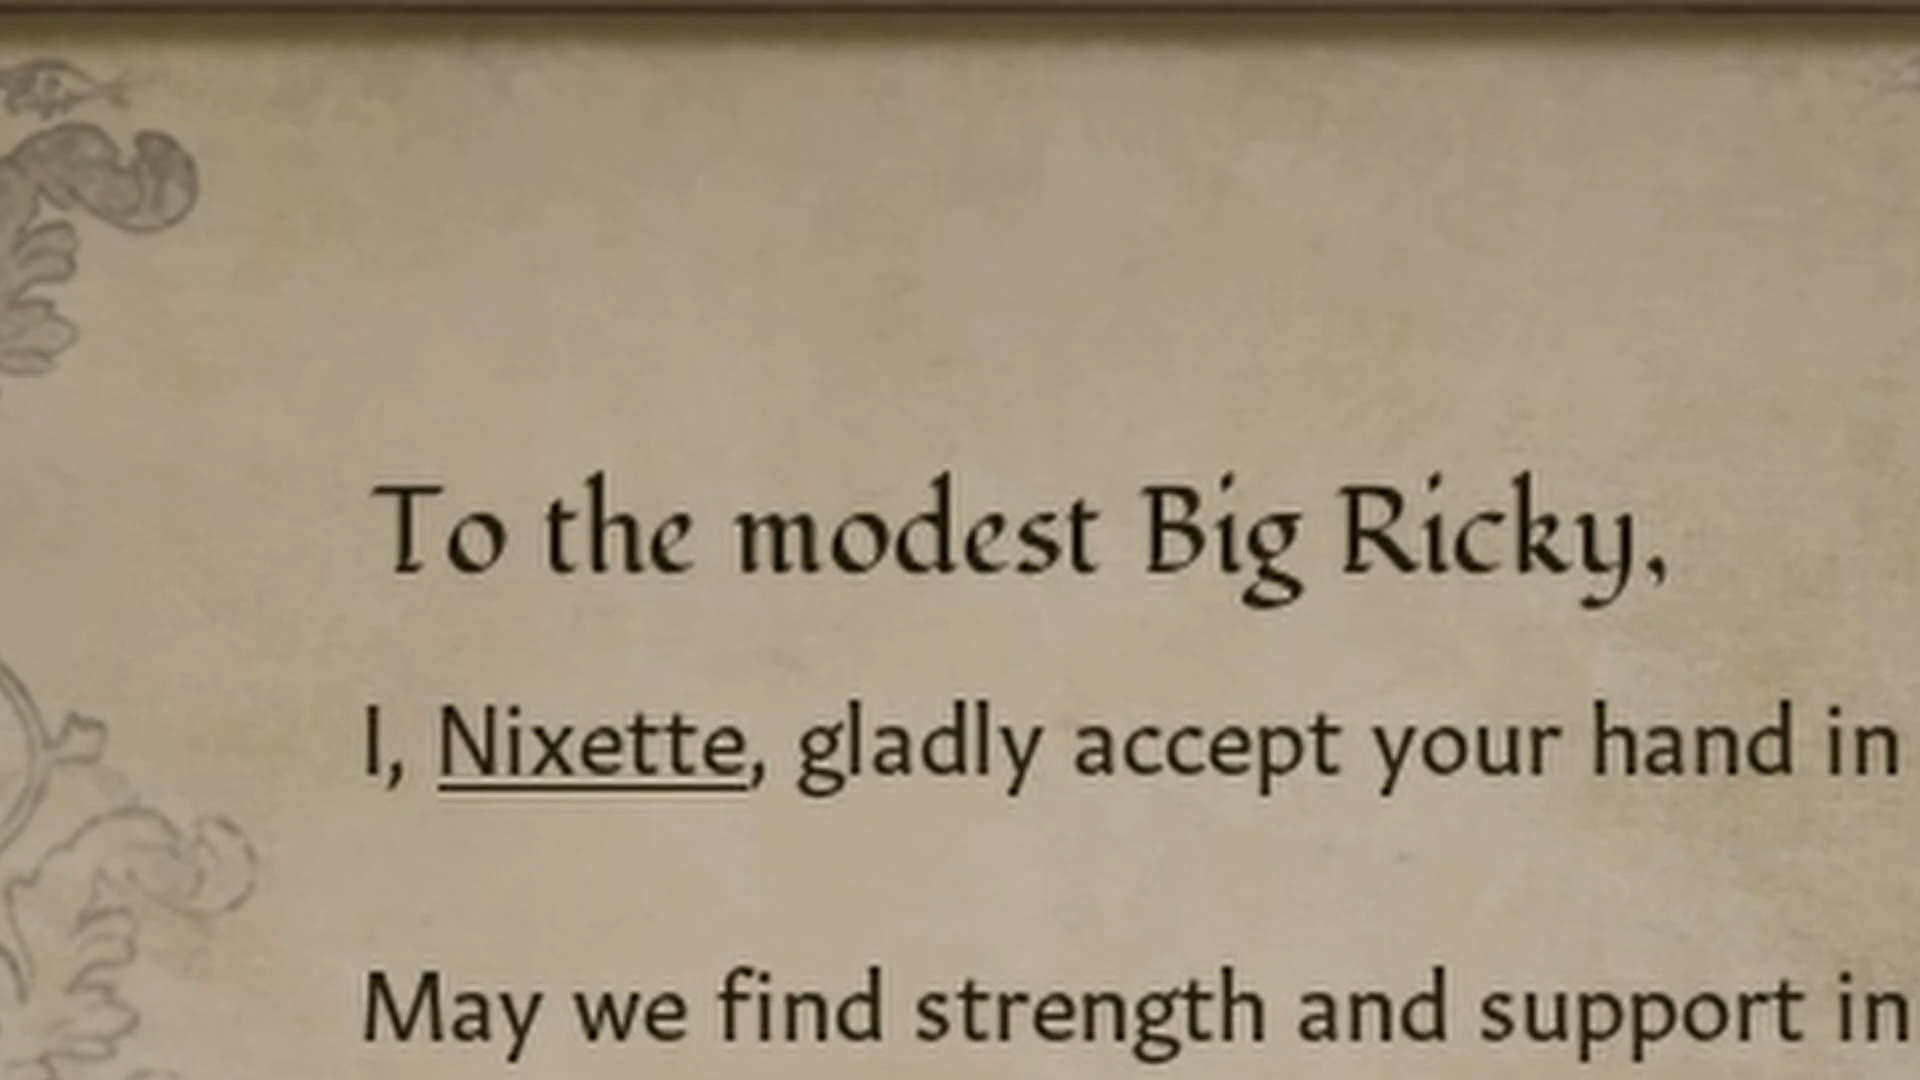 To the modest Big Ricky,
I, Nixette, gladly accept your hand in
May we find strength and support in